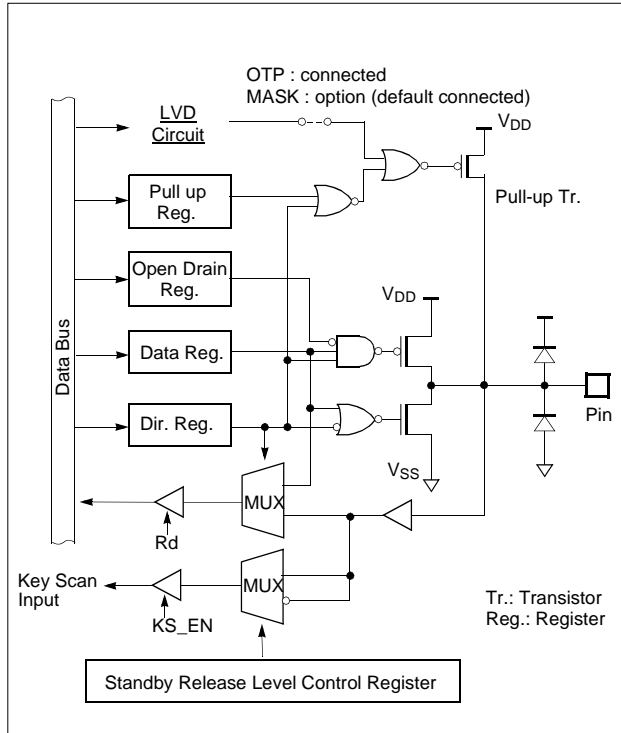 OTP : connected
MASK : option (default connected)
LVD
Circuit
VDD
Pull up
Reg.
Pull-up Tr.
Open Drain
Reg.
VDD
Data Bus
Data Reg.
Dir. Reg.
Pin
VSS
MUX
Rd
Key Scan
Input
MUX
KS_EN
Tr.: Transistor
Reg.: Register
Standby Release Level Control Register